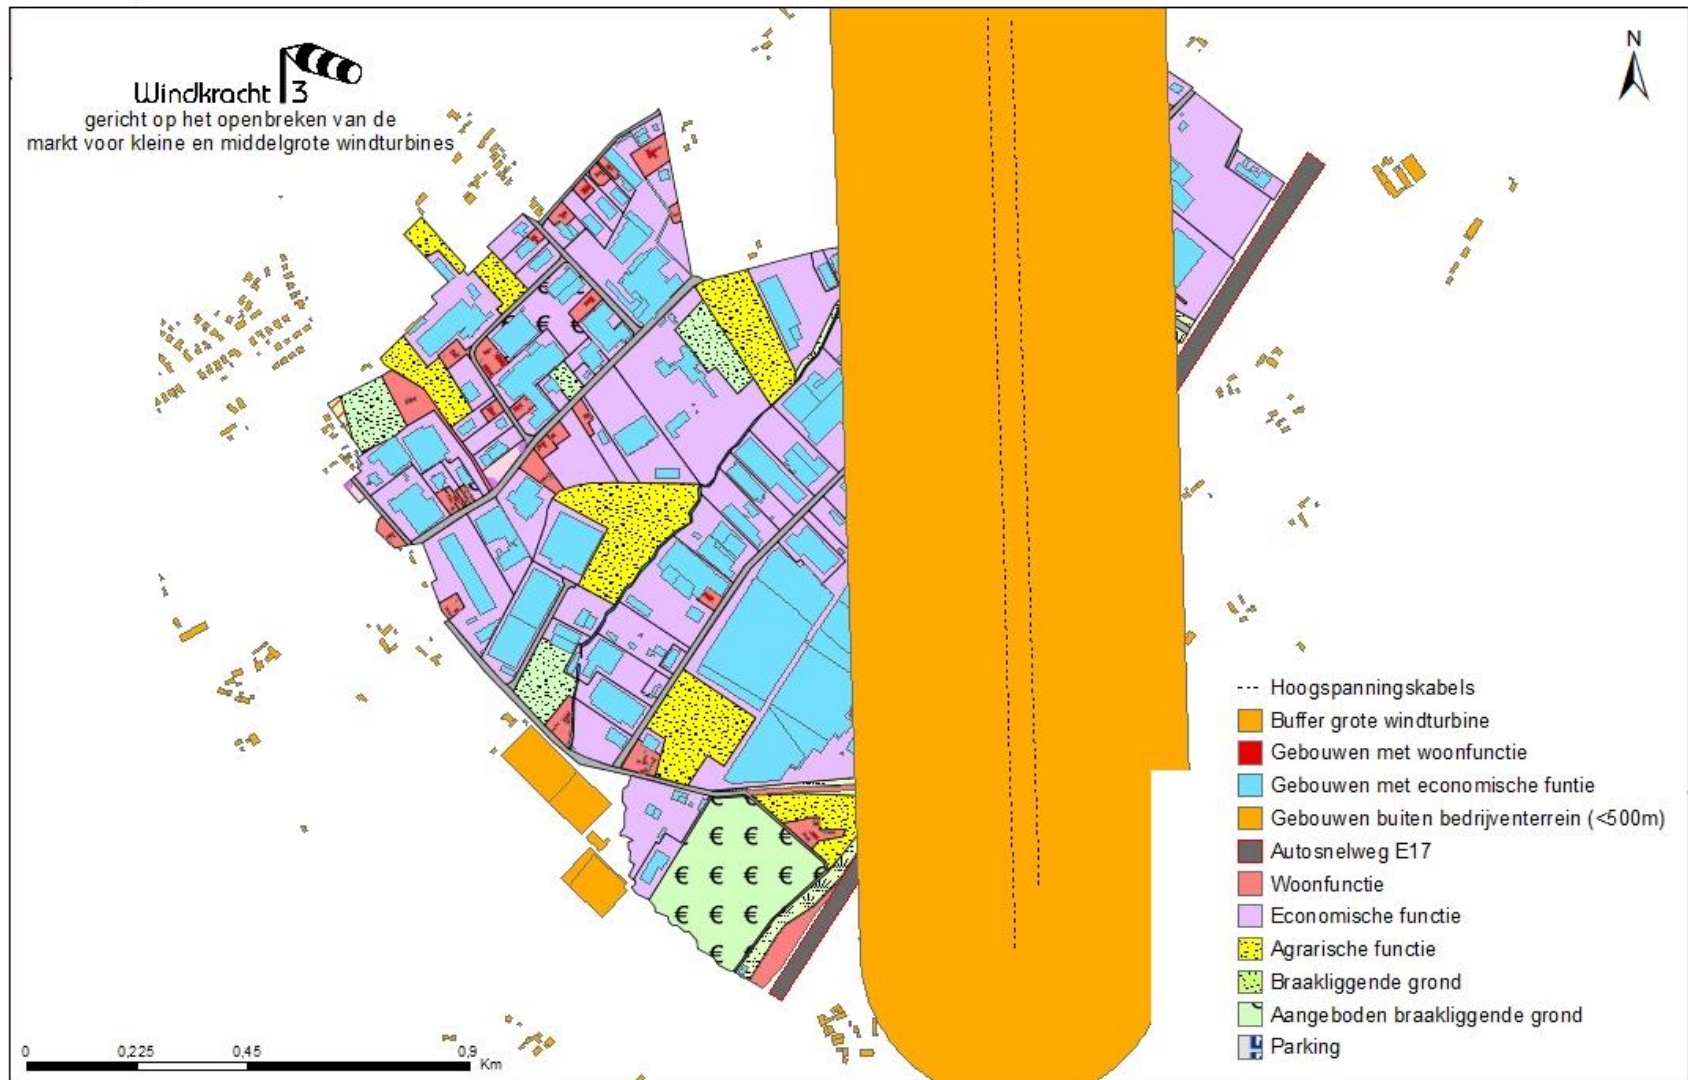 Windkracht 3
gericht op het openbreken van de
markt voor kleine en middelgrote windturbines
N
€ € €
€ € €
€ € € € €
€ € €
€
Hoogspanningskabels
Buffer grote windturbine
Gebouwen met woonfunctie
Gebouwen met economische funtie
Gebouwen buiten bedrijventerrein (<500m)
Autosnelweg E17
Woonfunctie
Economische functie
Agrarische functie
Braakliggende grond
Aangeboden braakliggende grond
Parking
0 0,225 0,45 0,9
Km